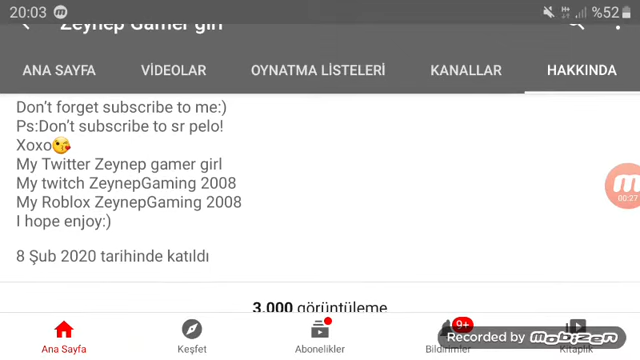 20:03
%52
Zeynep Gamer girl
ANA SAYFA
VİDEOLAR
OYNATMA LİSTELERİ
KANALLAR
HAKKINDA
Don't forget subscribe to me:)
Ps:Don't subscribe to sr pelo!
Xoxo😘
My Twitter Zeynep gamer girl
My twitch ZeynepGaming 2008
My Roblox ZeynepGaming 2008
I hope enjoy:)
8 Şub 2020 tarihinde katıldı
00:27
3.000 görüntüleme
9+
Recorded by Mobizen
Ana Sayfa
Keşfet
Abonelikler
Bildirimler
Kitaplık